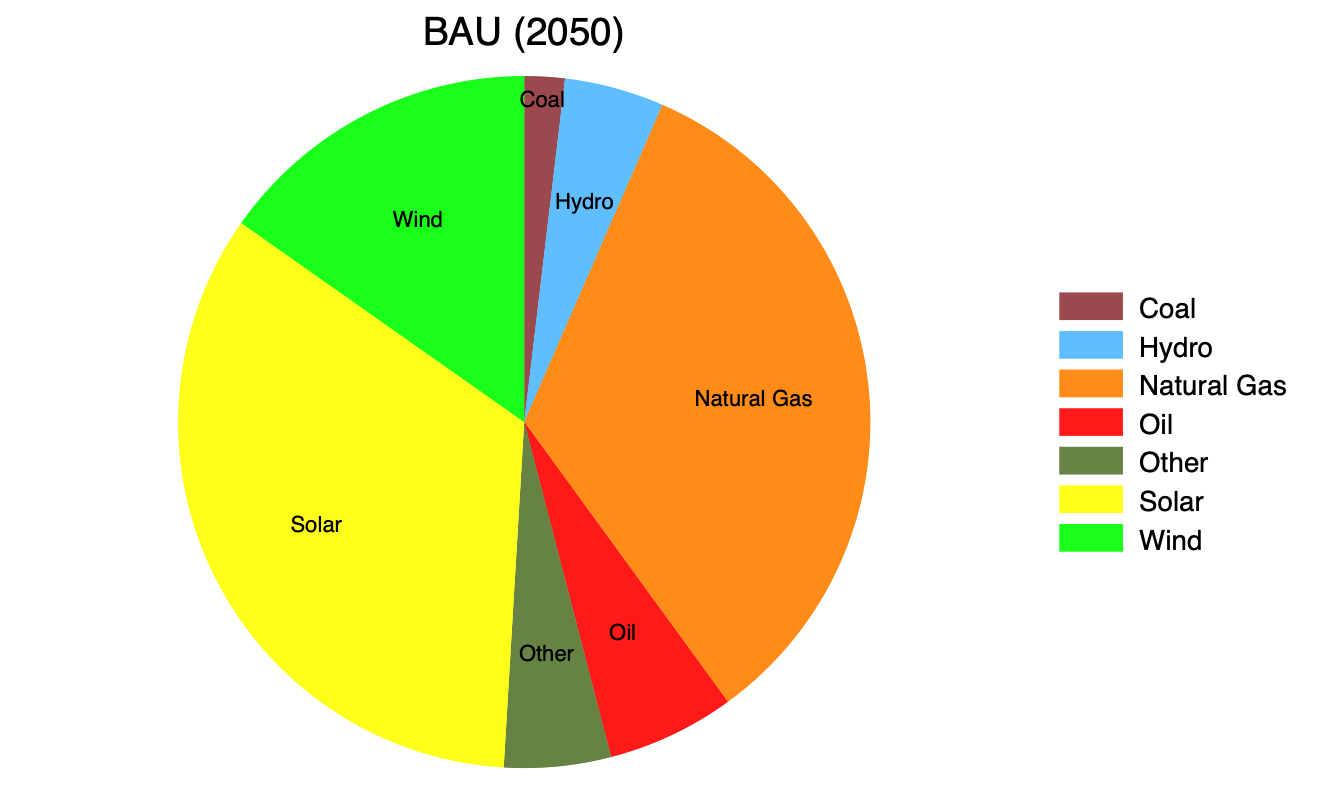 BAU (2050)
Coal
Hydro
Wind
Natural Gas
Solar
Oil
Other
Coal
Hydro
Natural Gas
Oil
Other
Solar
Wind